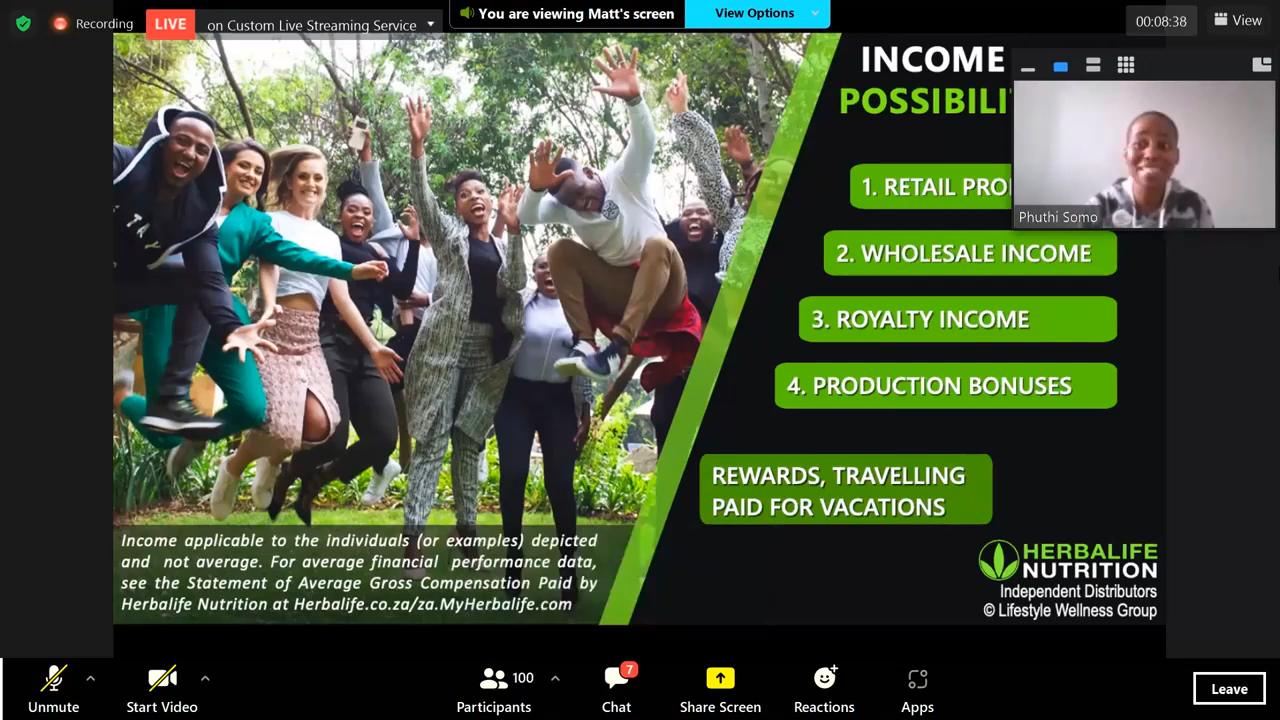 Recording
LIVE
on Custom Live Streaming Service
You are viewing Matt's screen
View Options
00:08:38
View
INCOME
POSSIBILI
1. RETAIL PRO
Phuthi Somo
2. WHOLESALE INCOME
3. ROYALTY INCOME
4. PRODUCTION BONUSES
REWARDS, TRAVELLING
PAID FOR VACATIONS
Income applicable to the individuals (or examples) depicted
and not average. For average financial performance data,
see the Statement of Average Gross Compensation Paid by
Herbalife Nutrition at Herbalife.co.za/za.MyHerbalife.com
HERBALIFE
NUTRITION
Independent Distributors
© Lifestyle Wellness Group
Unmute
Start Video
100
Participants
7
Chat
Share Screen
Reactions
Apps
Leave